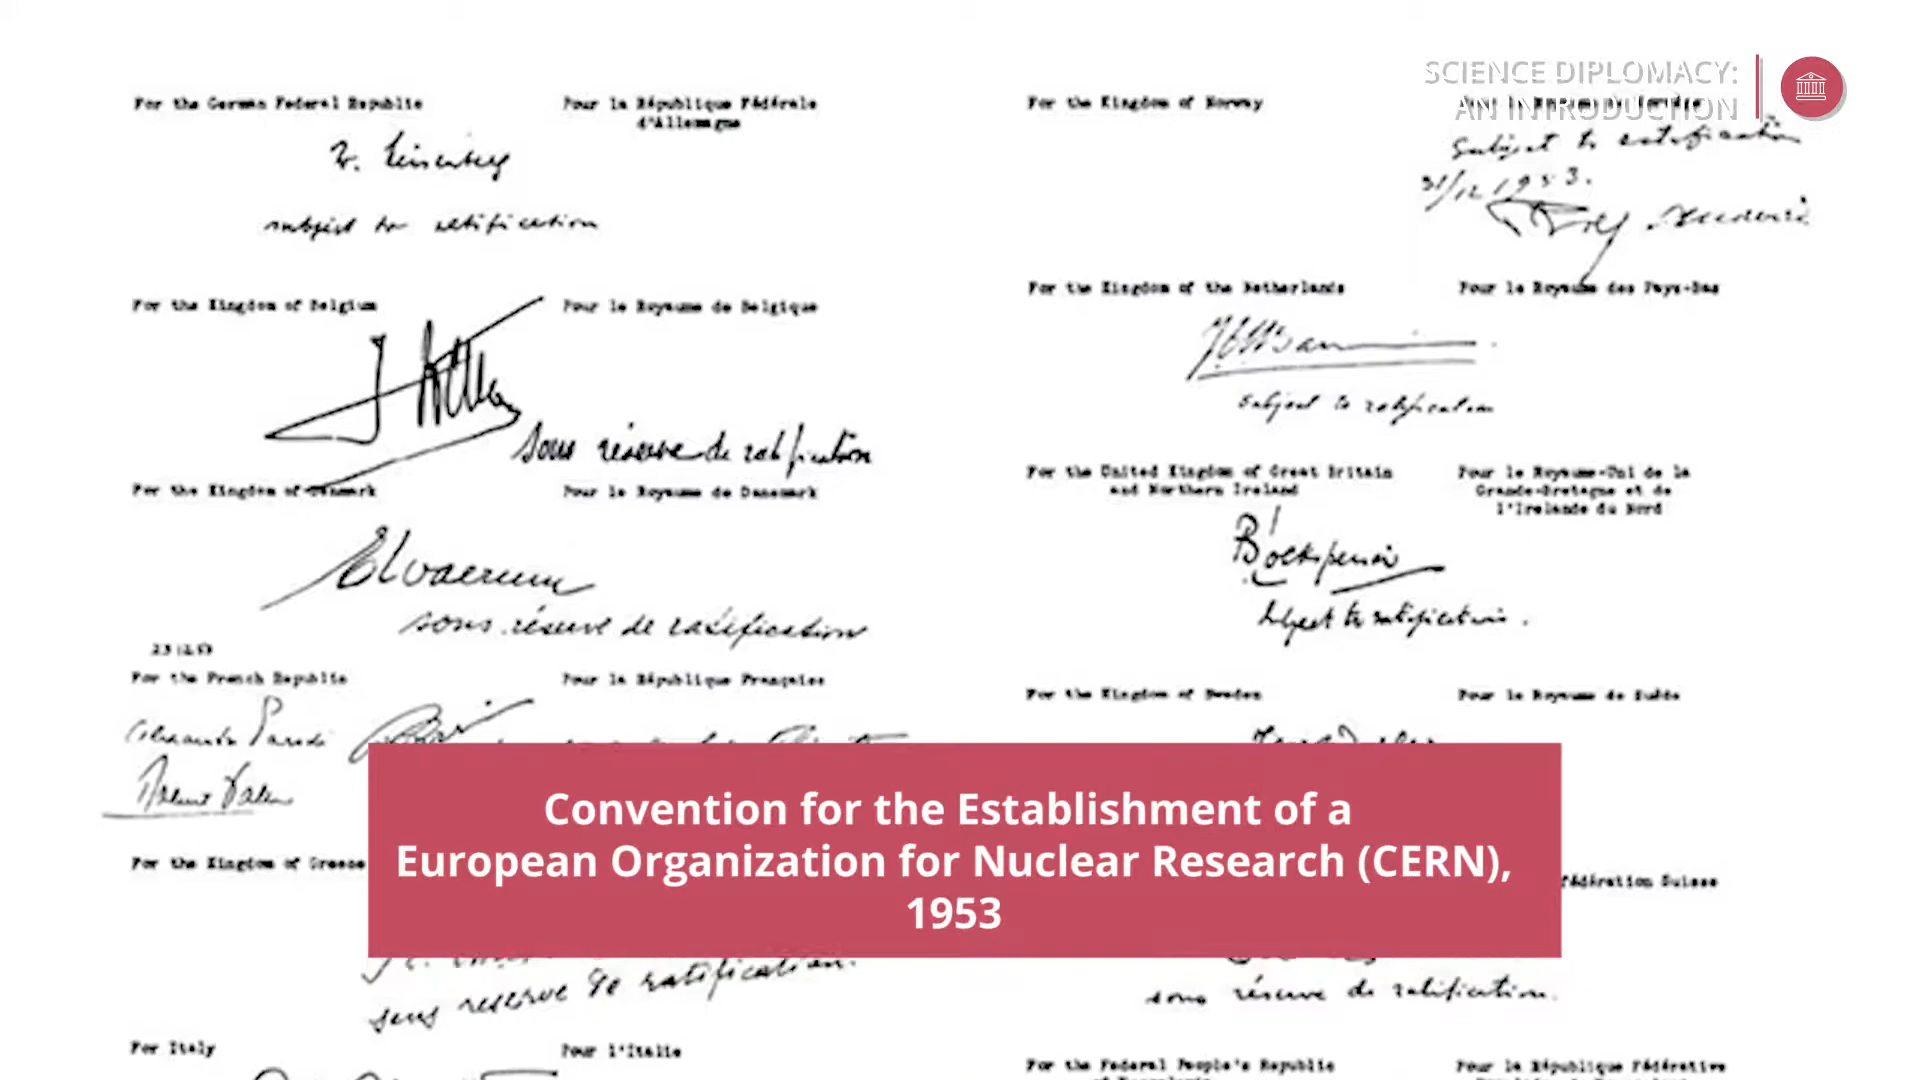 SCIENCE DIPLOMACY:
AN INTRODUCTION
For the German Federal Republic
Pour la République Fédérale
d'Allemagne
subject to ratification
For the Kingdom of Belgium
Pour le Royaume de Belgique
sous réserve de ratification
For the Kingdom of Denmark
Pour le Royaume de Danemark
sous réserve de ratification
For the French Republic
Pour la République Française
For the Kingdom of Greece
sous reserve de ratification.
For Italy
Pour l'Italie
For the Kingdom of Norway
Subject to ratification
31/12 1953.
For the Kingdom of the Netherlands
Pour le Royaume des Pays-Bas
subject to ratification
For the United Kingdom of Great Britain
and Northern Ireland
Pour le Royaume-Uni de la
Grande-Bretagne et de
l'Irelande du Nord
subject to ratification.
For the Kingdom of Sweden
Pour le Royaume de Suède
fédération Suisse
sous réserve de ratification.
For the Federal People's Republic
Pour la République Fédérative
Convention for the Establishment of a
European Organization for Nuclear Research (CERN),
1953